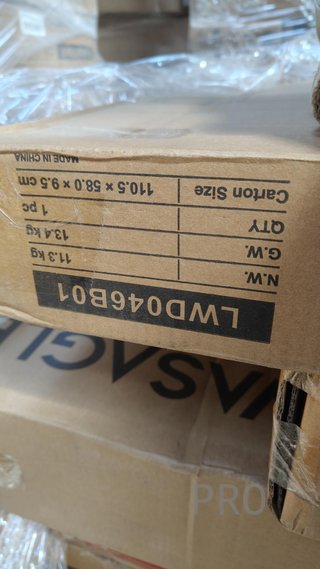 LWD046B01
N.W. 11.3 kg
G.W. 13.4 kg
QTY 1 pc
Carton Size 110.5 × 58.0 × 9.5 cm
MADE IN CHINA
VASAGLE
PRO